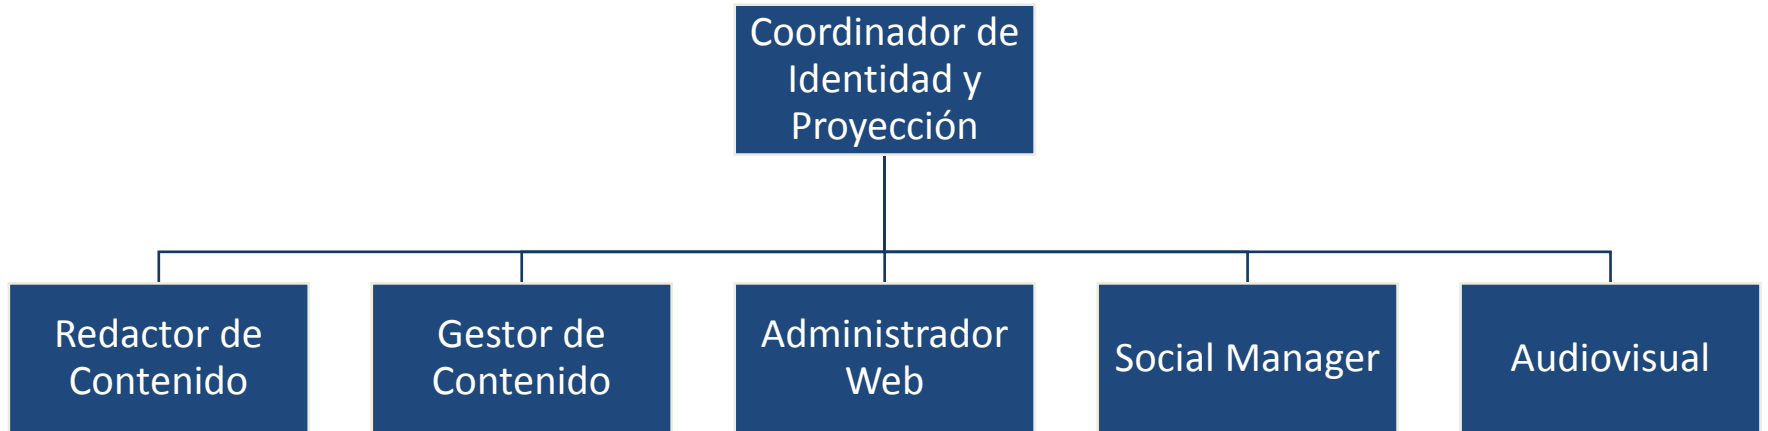 Coordinador de
Identidad y
Proyección
Redactor de
Contenido
Gestor de
Contenido
Administrador
Web
Social Manager
Audiovisual